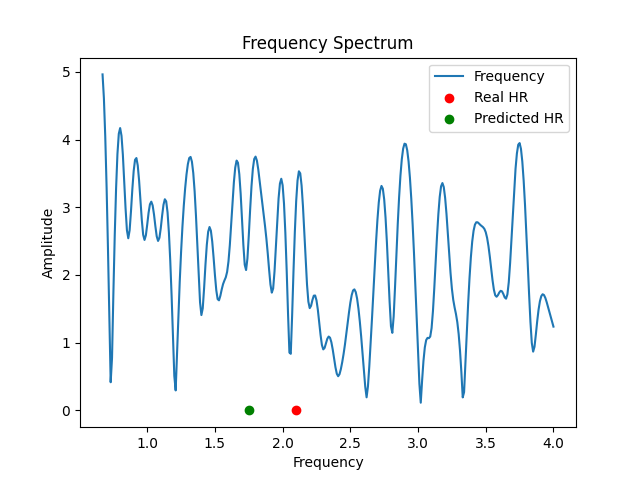 Frequency Spectrum
Frequency
Real HR
Predicted HR
Amplitude
5
4
3
2
1
0
1.0 1.5 2.0 2.5 3.0 3.5 4.0
Frequency